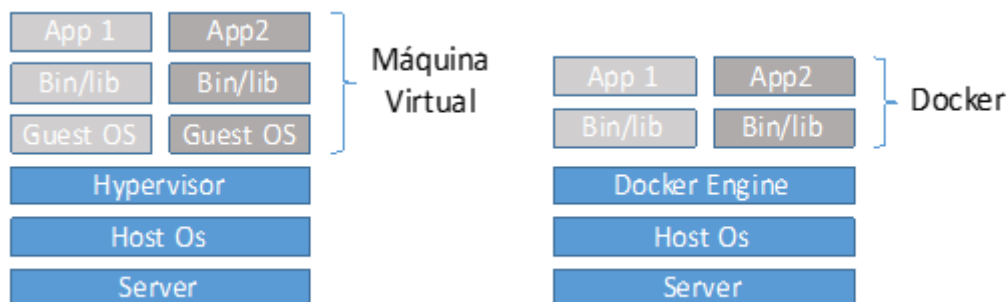 App 1
App2
Bin/lib
Bin/lib
Guest OS
Guest OS
Máquina
Virtual
Hypervisor
Host Os
Server
App 1
App2
Bin/lib
Bin/lib
Docker
Docker Engine
Host Os
Server